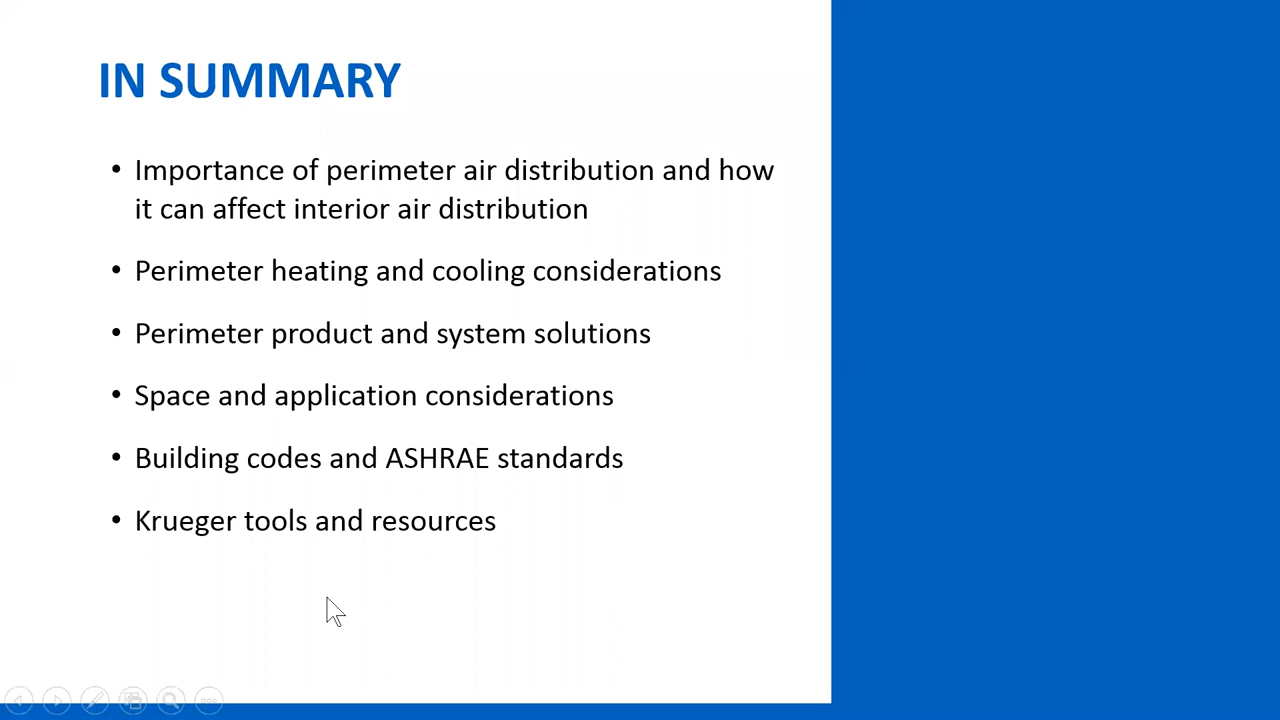 IN SUMMARY
• Importance of perimeter air distribution and how
it can affect interior air distribution
• Perimeter heating and cooling considerations
• Perimeter product and system solutions
• Space and application considerations
• Building codes and ASHRAE standards
• Krueger tools and resources